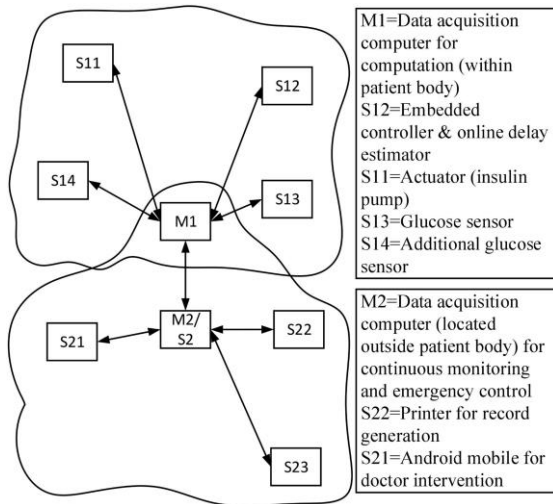 S11
S12
S14
S13
M1
M2/
S2
S21
S22
S23
M1=Data acquisition
computer for
computation (within
patient body)
S12=Embedded
controller & online delay
estimator
S11=Actuator (insulin
pump)
S13=Glucose sensor
S14=Additional glucose
sensor
M2=Data acquisition
computer (located
outside patient body) for
continuous monitoring
and emergency control
S22=Printer for record
generation
S21=Android mobile for
doctor intervention